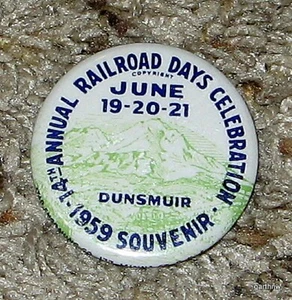 14TH ANNUAL RAILROAD DAYS CELEBRATION
COPYRIGHT
JUNE
19-20-21
DUNSMUIR
· 1959 SOUVENIR ·